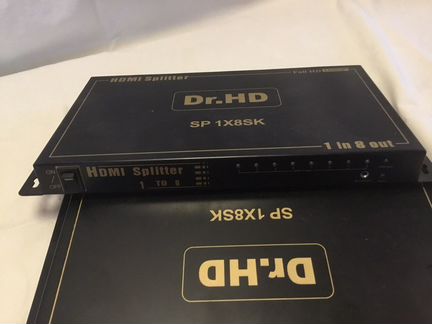 HDMI Splitter
Full HD
Dr.HD
SP 1X8SK
1 in 8 out
ON
OFF
HDMI Splitter
1 TO 8
SP 1X8SK
Dr.HD